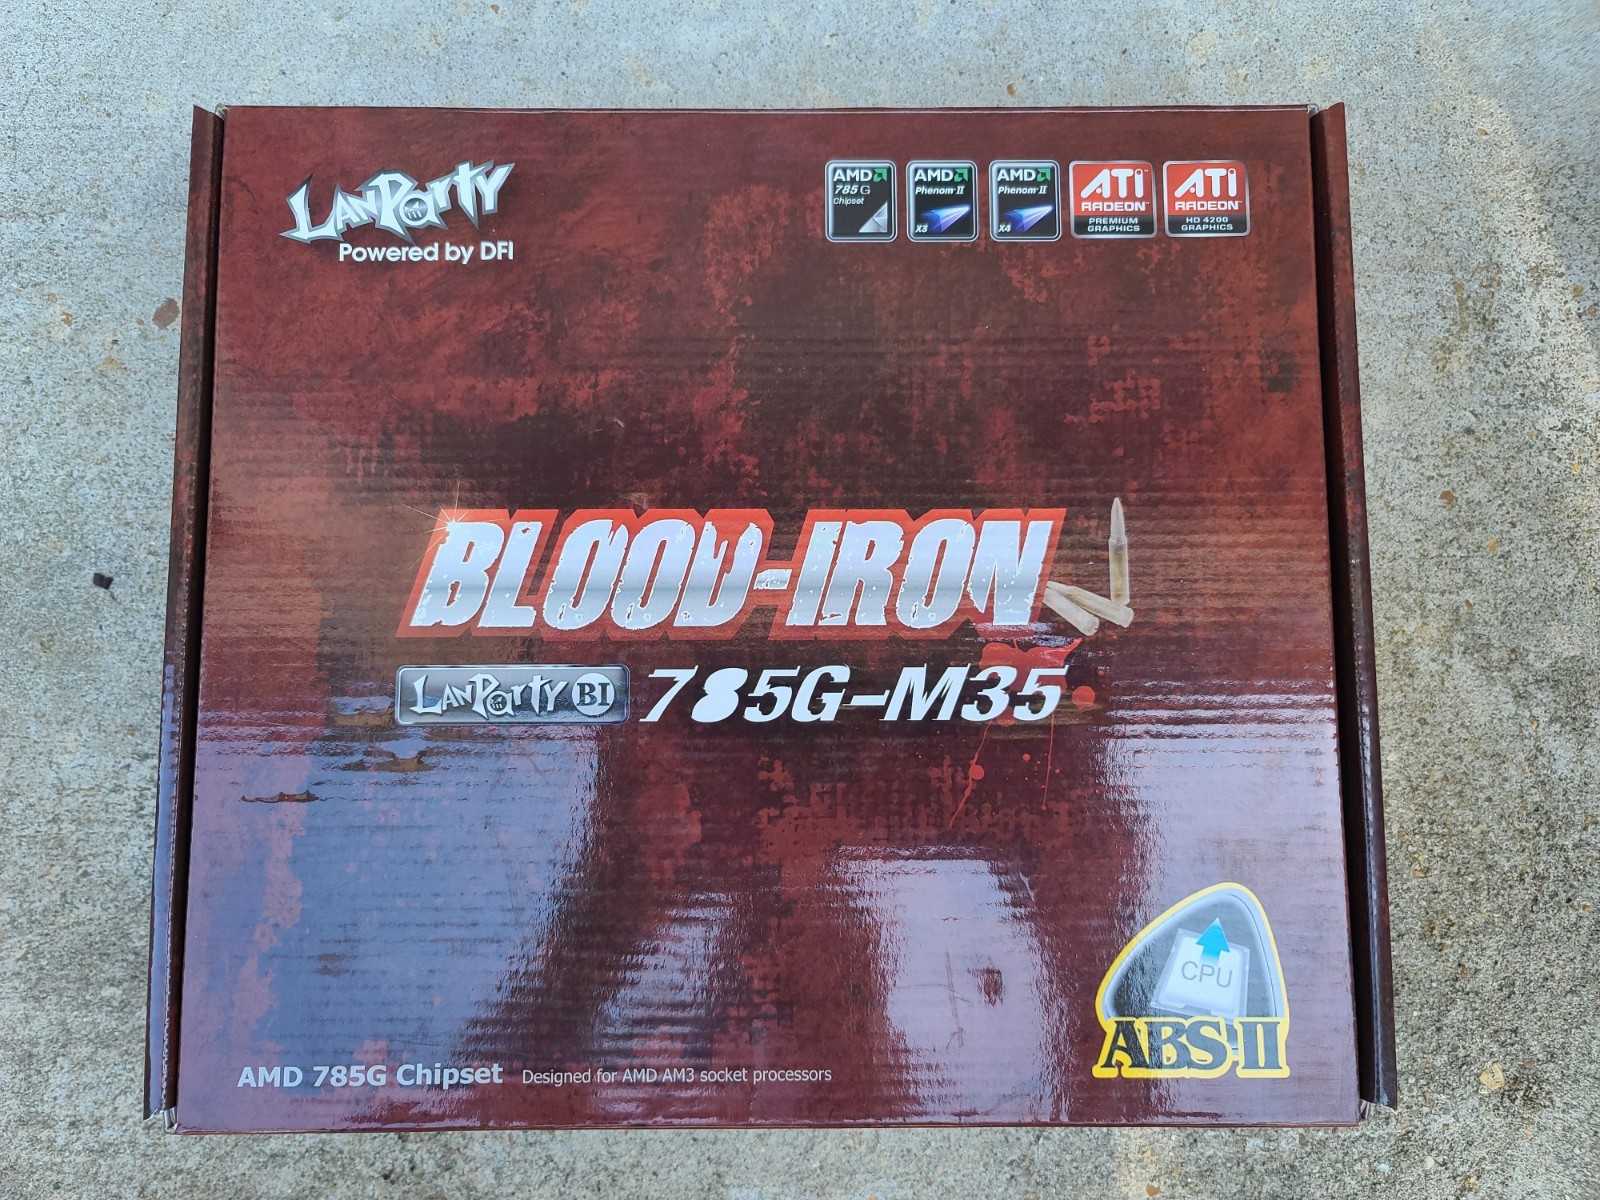 LANPARTY
Powered by DFI
AMD
785G
Chipset
AMD
Phenom II
X3
AMD
Phenom II
X4
ATI
RADEON
PREMIUM
GRAPHICS
ATI
RADEON
HD 4200
GRAPHICS
BLOOD-IRON
LANPARTY BI 785G-M35
CPU
ABS-II
AMD 785G Chipset Designed for AMD AM3 socket processors